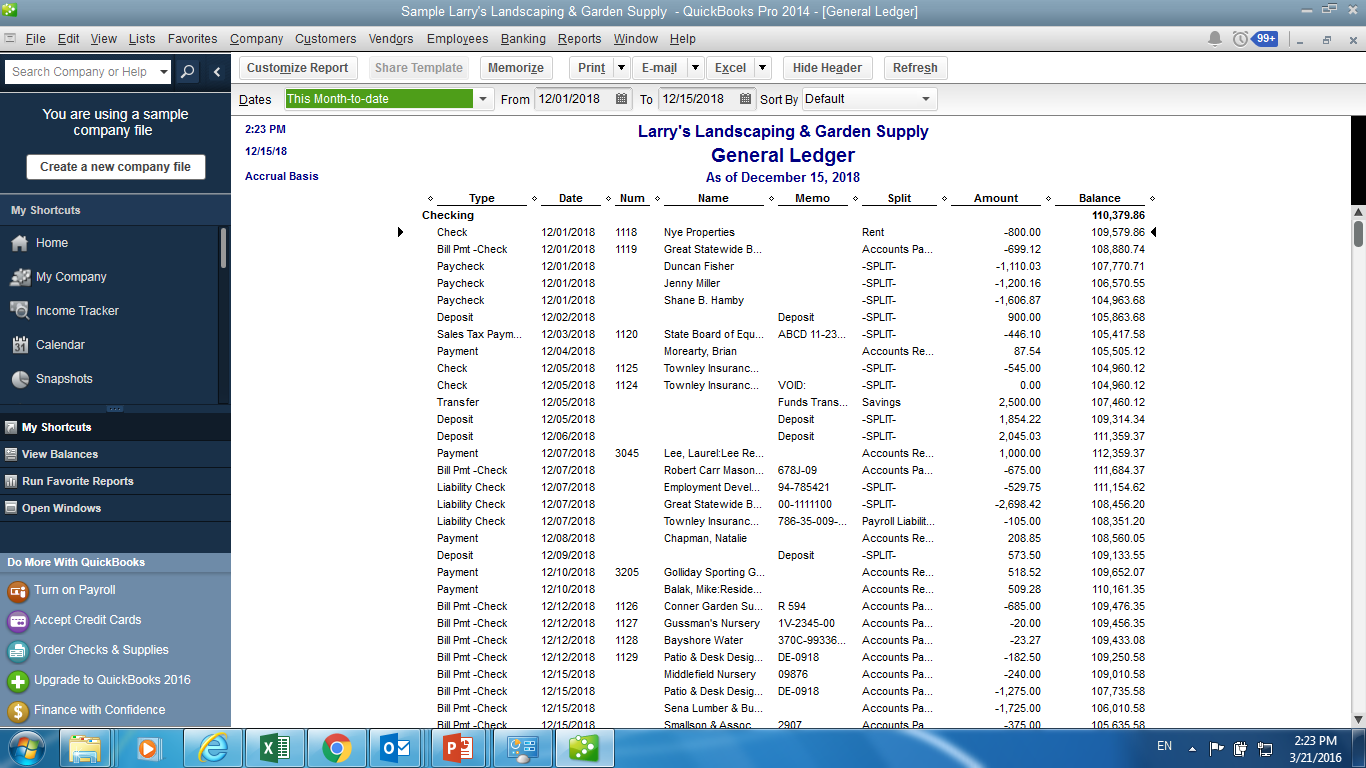 Sample Larry's Landscaping & Garden Supply - QuickBooks Pro 2014 - [General Ledger]
File Edit View Lists Favorites Company Customers Vendors Employees Banking Reports Window Help 99+
Search Company or Help
Customize Report Share Template Memorize Print E-mail Excel Hide Header Refresh
Dates This Month-to-date From 12/01/2018 To 12/15/2018 Sort By Default
You are using a sample
company file
Create a new company file
My Shortcuts
Home
My Company
Income Tracker
31 Calendar
Snapshots
My Shortcuts
View Balances
Run Favorite Reports
Open Windows
Do More With QuickBooks
Turn on Payroll
Accept Credit Cards
Order Checks & Supplies
Upgrade to QuickBooks 2016
$ Finance with Confidence
2:23 PM
12/15/18
Accrual Basis
Larry's Landscaping & Garden Supply
General Ledger
As of December 15, 2018
Type Date Num Name Memo Split Amount Balance
Checking 110,379.86
Check 12/01/2018 1118 Nye Properties Rent -800.00 109,579.86
Bill Pmt -Check 12/01/2018 1119 Great Statewide B... Accounts Pa... -699.12 108,880.74
Paycheck 12/01/2018 Duncan Fisher -SPLIT- -1,110.03 107,770.71
Paycheck 12/01/2018 Jenny Miller -SPLIT- -1,200.16 106,570.55
Paycheck 12/01/2018 Shane B. Hamby -SPLIT- -1,606.87 104,963.68
Deposit 12/02/2018 Deposit -SPLIT- 900.00 105,863.68
Sales Tax Paym... 12/03/2018 1120 State Board of Equ... ABCD 11-23... -SPLIT- -446.10 105,417.58
Payment 12/04/2018 Morearty, Brian Accounts Re... 87.54 105,505.12
Check 12/05/2018 1125 Townley Insuranc... -SPLIT- -545.00 104,960.12
Check 12/05/2018 1124 Townley Insuranc... VOID: -SPLIT- 0.00 104,960.12
Transfer 12/05/2018 Funds Trans... Savings 2,500.00 107,460.12
Deposit 12/05/2018 Deposit -SPLIT- 1,854.22 109,314.34
Deposit 12/06/2018 Deposit -SPLIT- 2,045.03 111,359.37
Payment 12/07/2018 3045 Lee, Laurel:Lee Re... Accounts Re... 1,000.00 112,359.37
Bill Pmt -Check 12/07/2018 Robert Carr Mason... 678J-09 Accounts Pa... -675.00 111,684.37
Liability Check 12/07/2018 Employment Devel... 94-785421 -SPLIT- -529.75 111,154.62
Liability Check 12/07/2018 Great Statewide B... 00-1111100 -SPLIT- -2,698.42 108,456.20
Liability Check 12/07/2018 Townley Insuranc... 786-35-009-... Payroll Liabilit... -105.00 108,351.20
Payment 12/08/2018 Chapman, Natalie Accounts Re... 208.85 108,560.05
Deposit 12/09/2018 Deposit -SPLIT- 573.50 109,133.55
Payment 12/10/2018 3205 Golliday Sporting G... Accounts Re... 518.52 109,652.07
Payment 12/10/2018 Balak, Mike:Reside... Accounts Re... 509.28 110,161.35
Bill Pmt -Check 12/12/2018 1126 Conner Garden Su... R 594 Accounts Pa... -685.00 109,476.35
Bill Pmt -Check 12/12/2018 1127 Gussman's Nursery 1V-2345-00 Accounts Pa... -20.00 109,456.35
Bill Pmt -Check 12/12/2018 1128 Bayshore Water 370C-99336... Accounts Pa... -23.27 109,433.08
Bill Pmt -Check 12/12/2018 1129 Patio & Desk Desig... DE-0918 Accounts Pa... -182.50 109,250.58
Bill Pmt -Check 12/15/2018 Middlefield Nursery 09876 Accounts Pa... -240.00 109,010.58
Bill Pmt -Check 12/15/2018 Patio & Desk Desig... DE-0918 Accounts Pa... -1,275.00 107,735.58
Bill Pmt -Check 12/15/2018 Sena Lumber & Bu... Accounts Pa... -1,725.00 106,010.58
Bill Pmt -Check 12/15/2018 Smallson & Assoc 2907 Accounts Pa... -375.00 105,635.58
EN
2:23 PM
3/21/2016